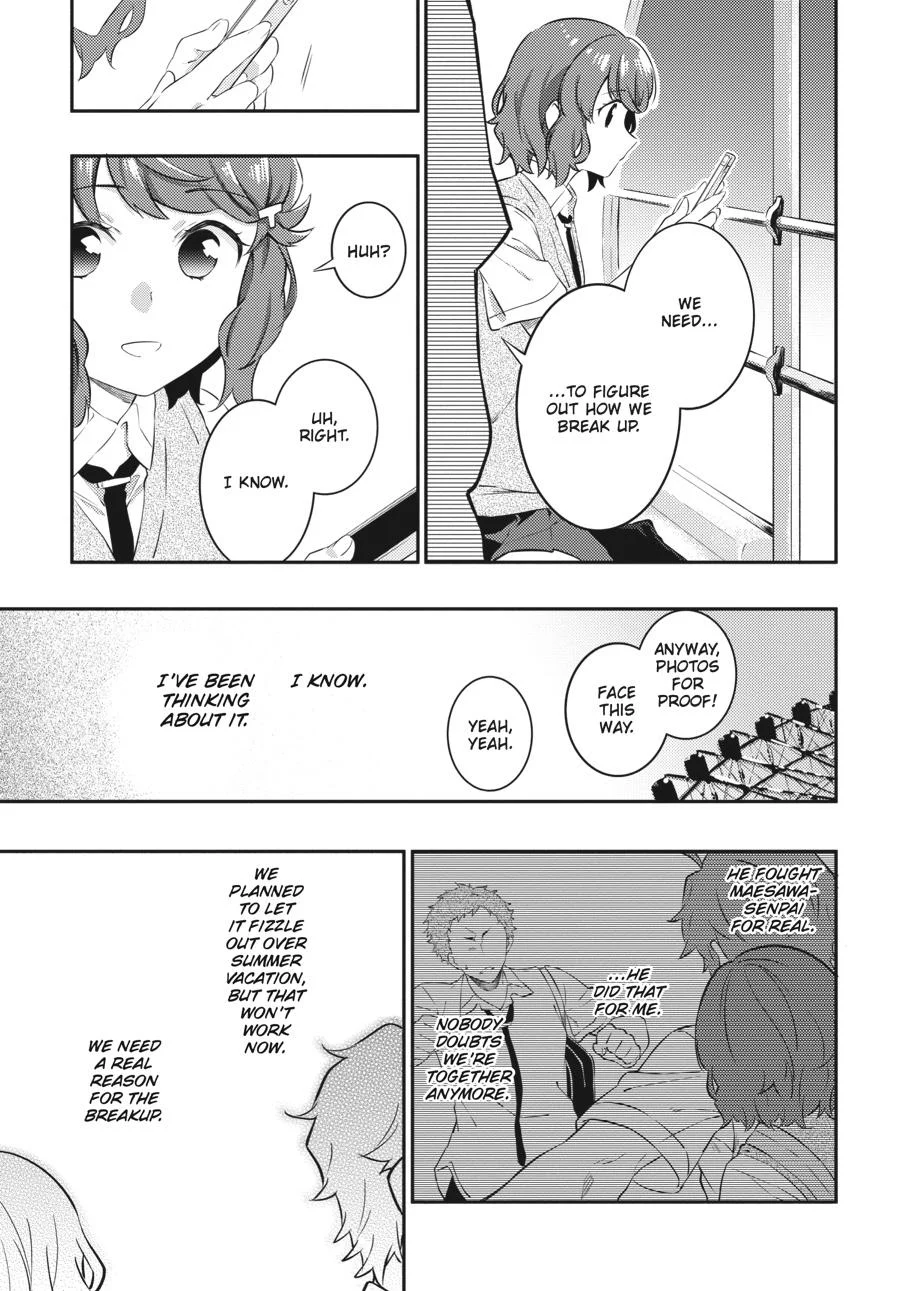 WE
NEED...
...TO FIGURE
OUT HOW WE
BREAK UP.
HUH?
UH,
RIGHT.
I KNOW.
ANYWAY,
PHOTOS
FOR
PROOF!
FACE
THIS
WAY.
YEAH,
YEAH.
I KNOW.
I'VE BEEN
THINKING
ABOUT IT.
HE FOUGHT
MAESAWA-
SENPAI
FOR REAL.
...HE
DID THAT
FOR ME.
NOBODY
DOUBTS
WE'RE
TOGETHER
ANYMORE.
WE
PLANNED
TO LET
IT FIZZLE
OUT OVER
SUMMER
VACATION,
BUT THAT
WON'T
WORK
NOW.
WE NEED
A REAL
REASON
FOR THE
BREAKUP.